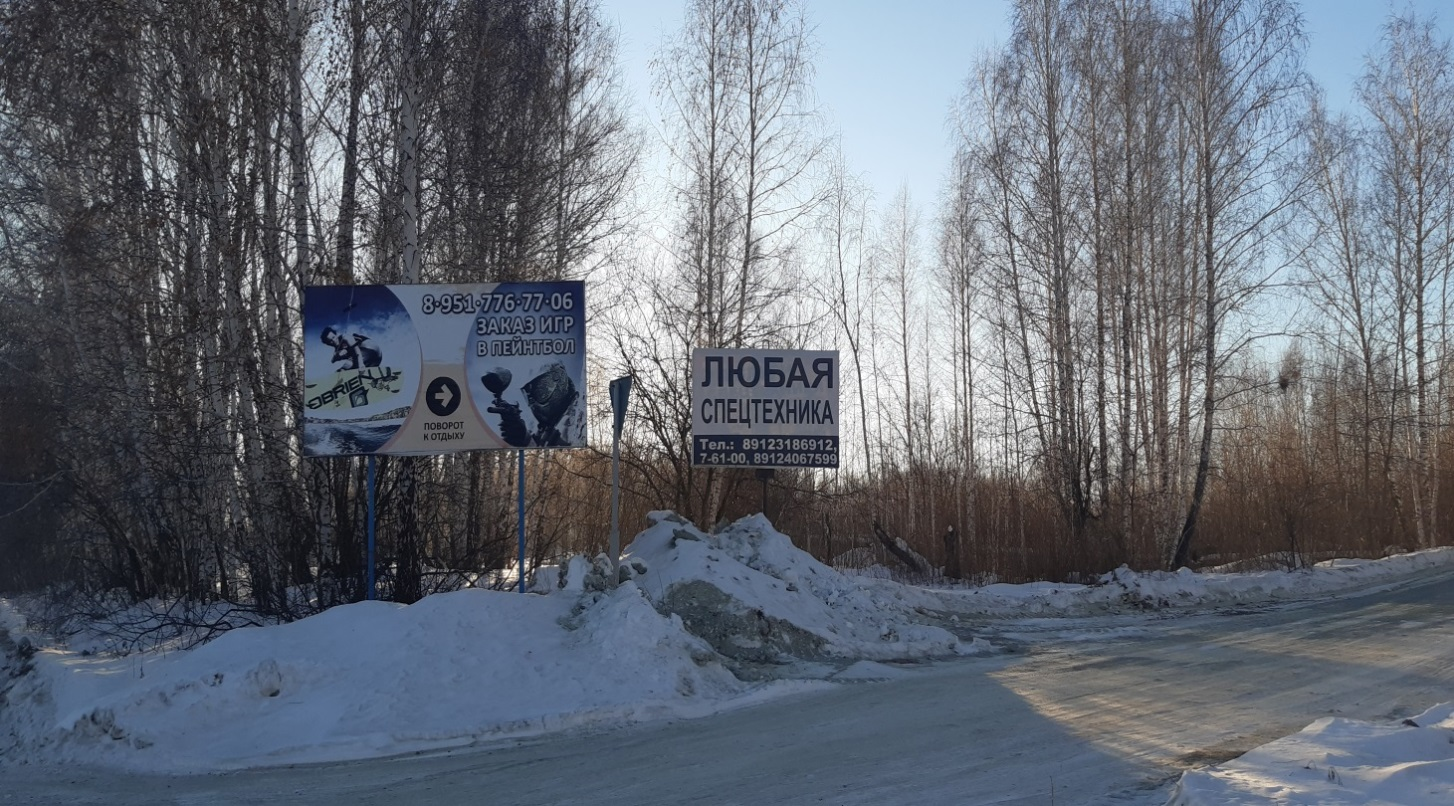 8-951-776-77-06
ЗАКАЗ ИГР
В ПЕЙНТБОЛ
OBRIEN
ПОВОРОТ
К ОТДЫХУ
ЛЮБАЯ
СПЕЦТЕХНИКА
Тел.: 89123186912,
7-61-00, 89124067599